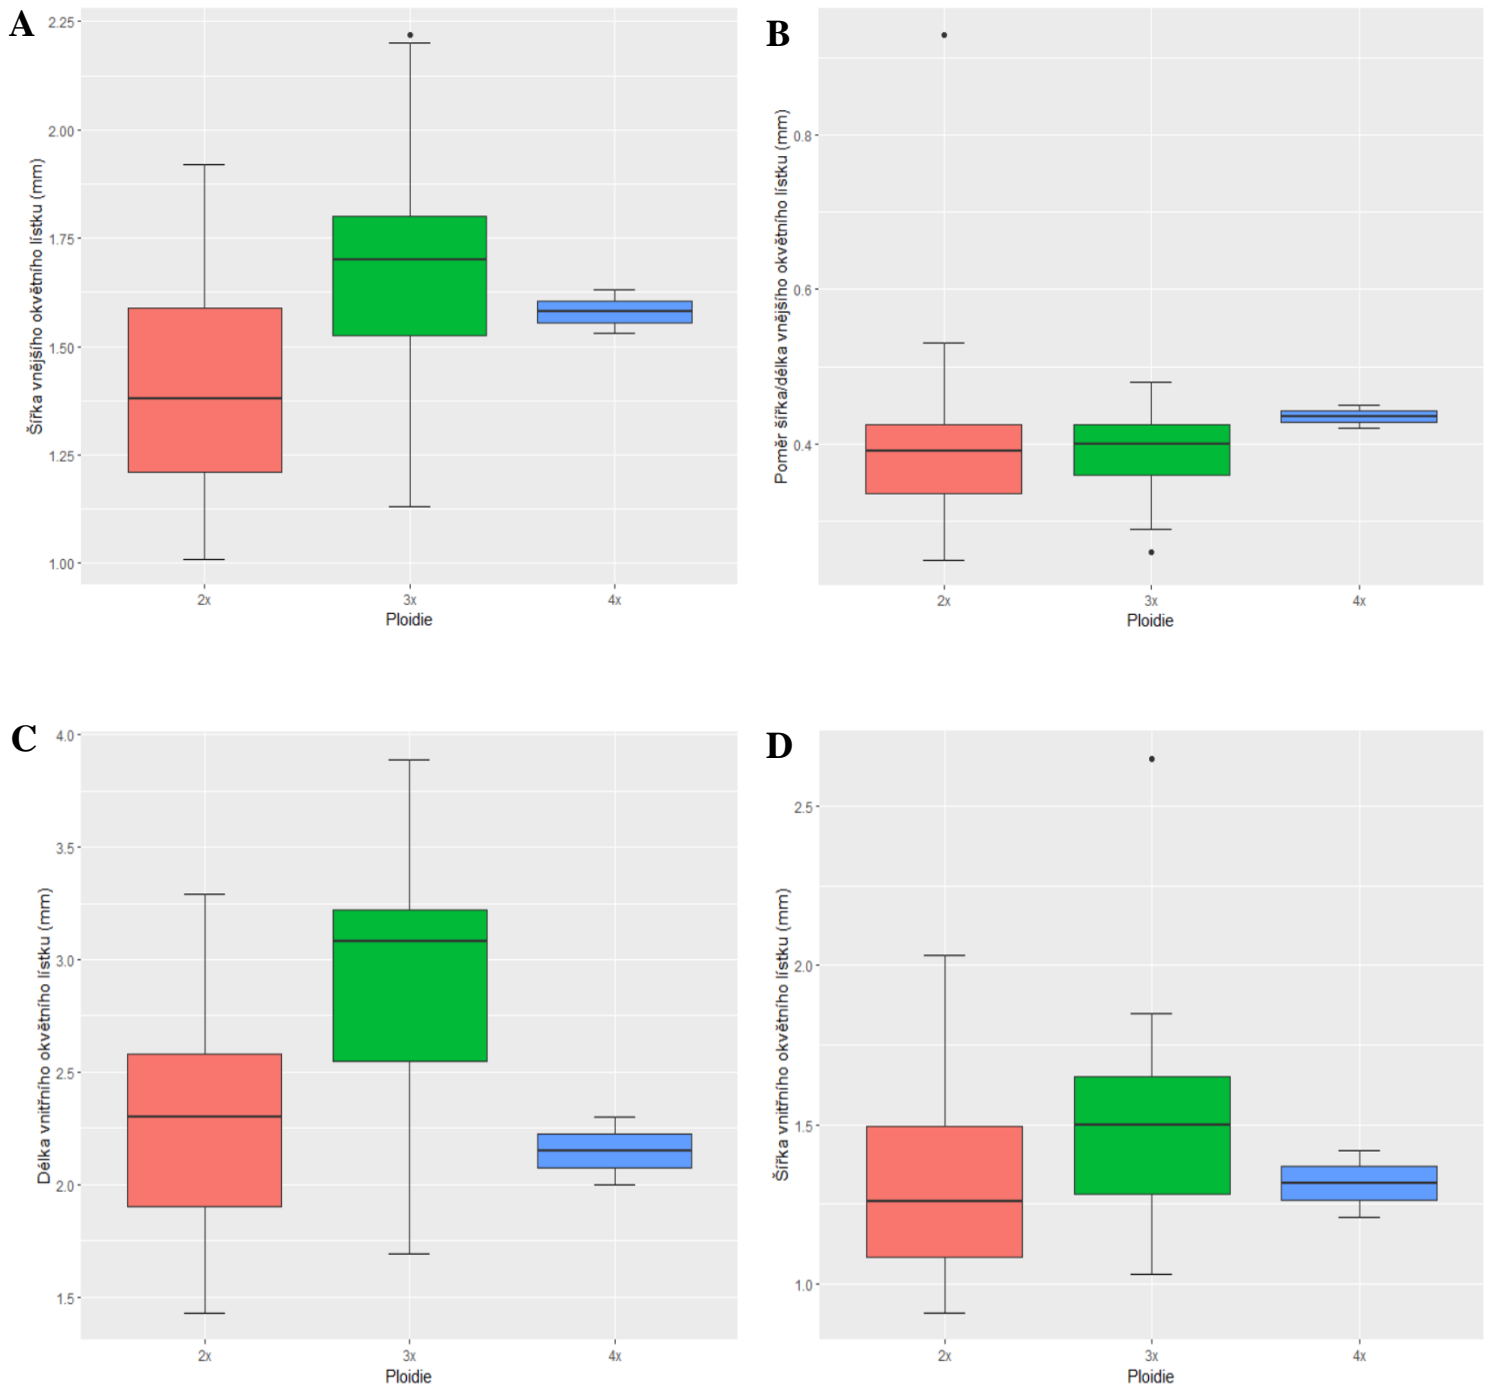 A
Šířka vnějšího okvětního lístku (mm)
2.25
2.00
1.75
1.50
1.25
1.00
2x
3x
4x
Ploidie
B
Poměr šířka/délka vnějšího okvětního lístku (mm)
0.8
0.6
0.4
2x
3x
4x
Ploidie
C
Délka vnitřního okvětního lístku (mm)
4.0
3.5
3.0
2.5
2.0
1.5
2x
3x
4x
Ploidie
D
Šířka vnitřního okvětního lístku (mm)
2.5
2.0
1.5
1.0
2x
3x
4x
Ploidie